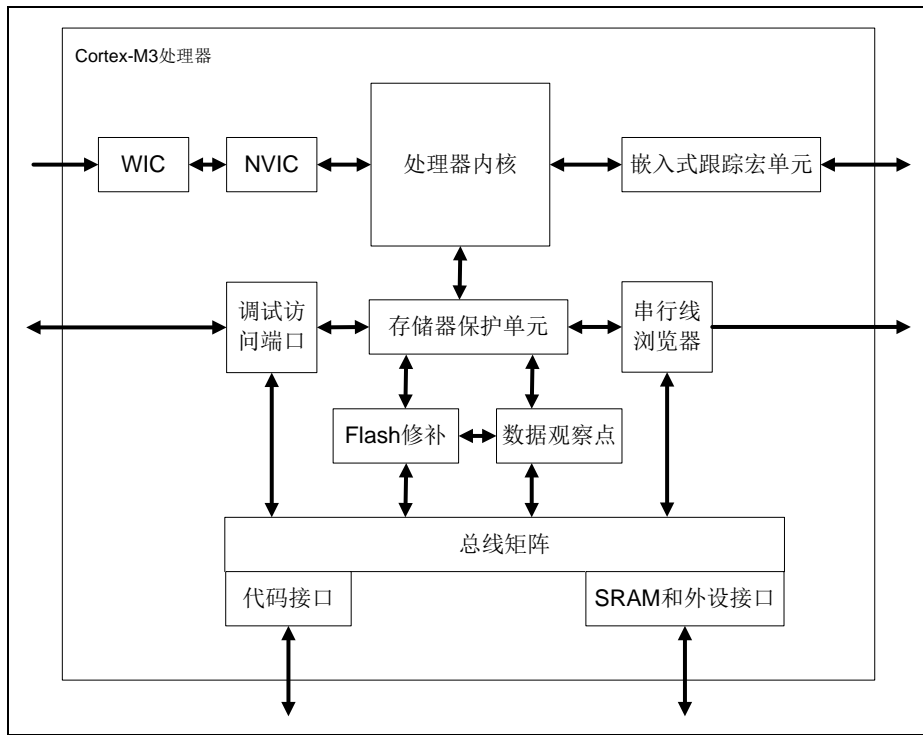 Cortex-M3处理器
WIC
NVIC
处理器内核
嵌入式跟踪宏单元
调试访
问端口
存储器保护单元
串行线
浏览器
Flash修补
数据观察点
总线矩阵
代码接口
SRAM和外设接口